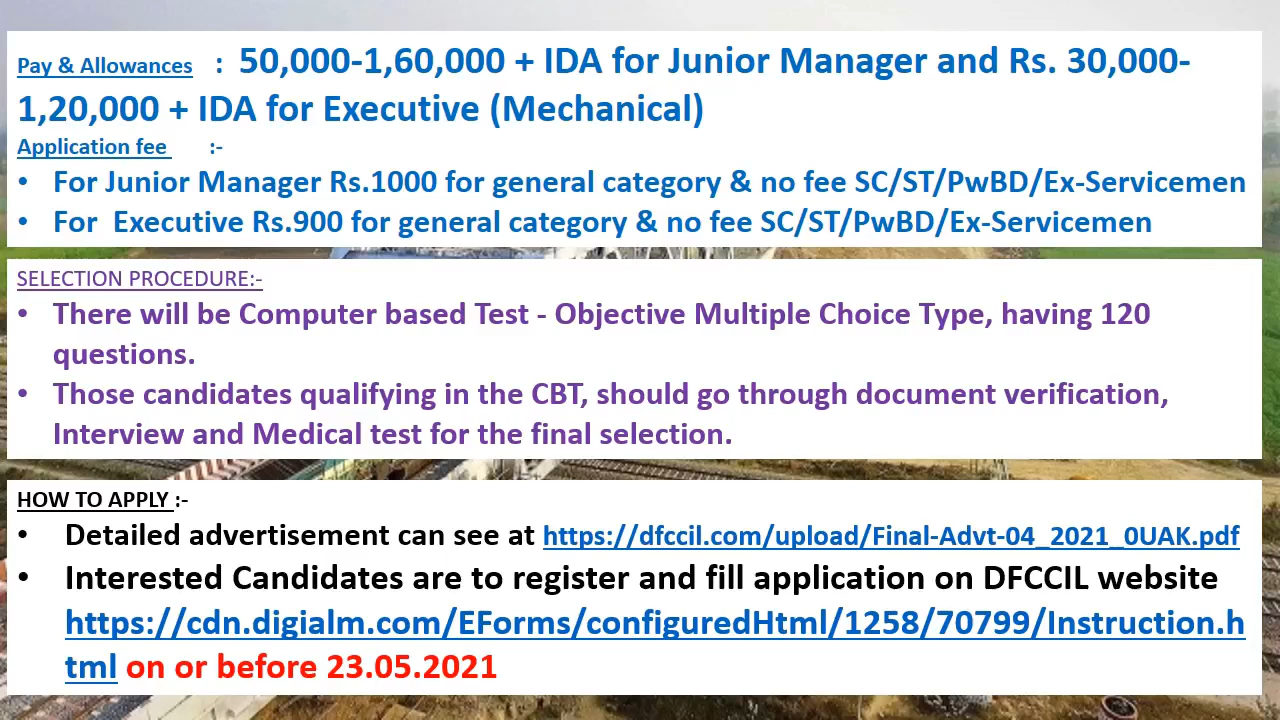 Pay & Allowances : 50,000-1,60,000 + IDA for Junior Manager and Rs. 30,000-
1,20,000 + IDA for Executive (Mechanical)
Application fee :-
• For Junior Manager Rs.1000 for general category & no fee SC/ST/PwBD/Ex-Servicemen
• For Executive Rs.900 for general category & no fee SC/ST/PwBD/Ex-Servicemen
SELECTION PROCEDURE:-
• There will be Computer based Test - Objective Multiple Choice Type, having 120
questions.
• Those candidates qualifying in the CBT, should go through document verification,
Interview and Medical test for the final selection.
HOW TO APPLY :-
• Detailed advertisement can see at https://dfccil.com/upload/Final-Advt-04_2021_0UAK.pdf
• Interested Candidates are to register and fill application on DFCCIL website
https://cdn.digialm.com/EForms/configuredHtml/1258/70799/Instruction.h
tml on or before 23.05.2021